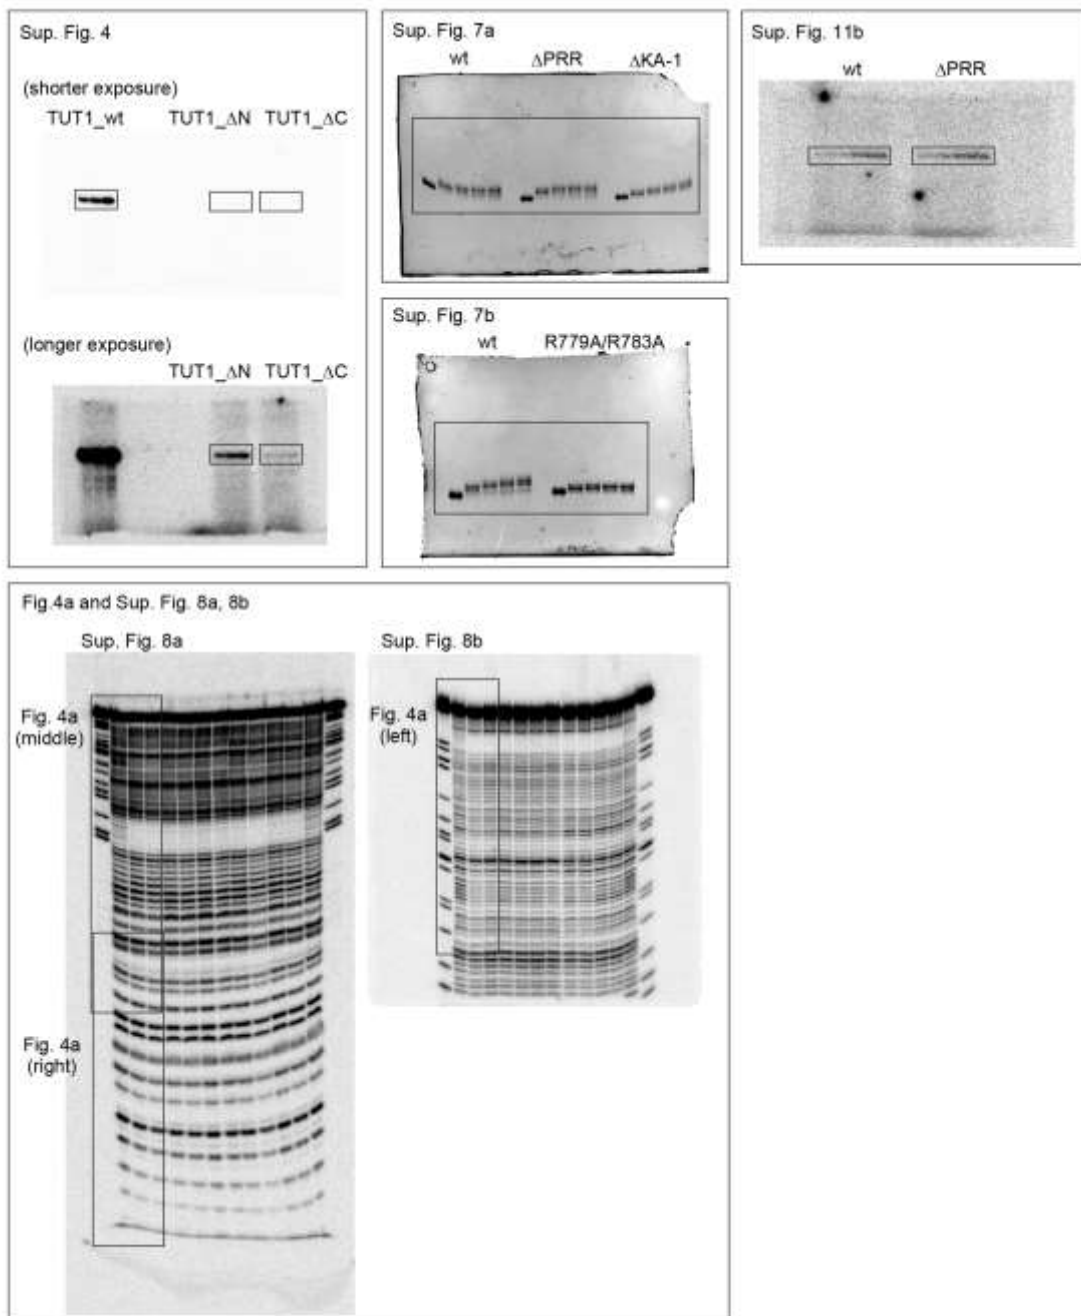 Sup. Fig. 4
(shorter exposure)
TUT1_wt TUT1_ΔN TUT1_ΔC
(longer exposure)
TUT1_ΔN TUT1_ΔC
Sup. Fig. 7a
wt ΔPRR ΔKA-1
Sup. Fig. 7b
wt R779A/R783A
Sup. Fig. 11b
wt ΔPRR
Fig.4a and Sup. Fig. 8a, 8b
Sup. Fig. 8a
Fig. 4a
(middle)
Fig. 4a
(right)
Sup. Fig. 8b
Fig. 4a
(left)